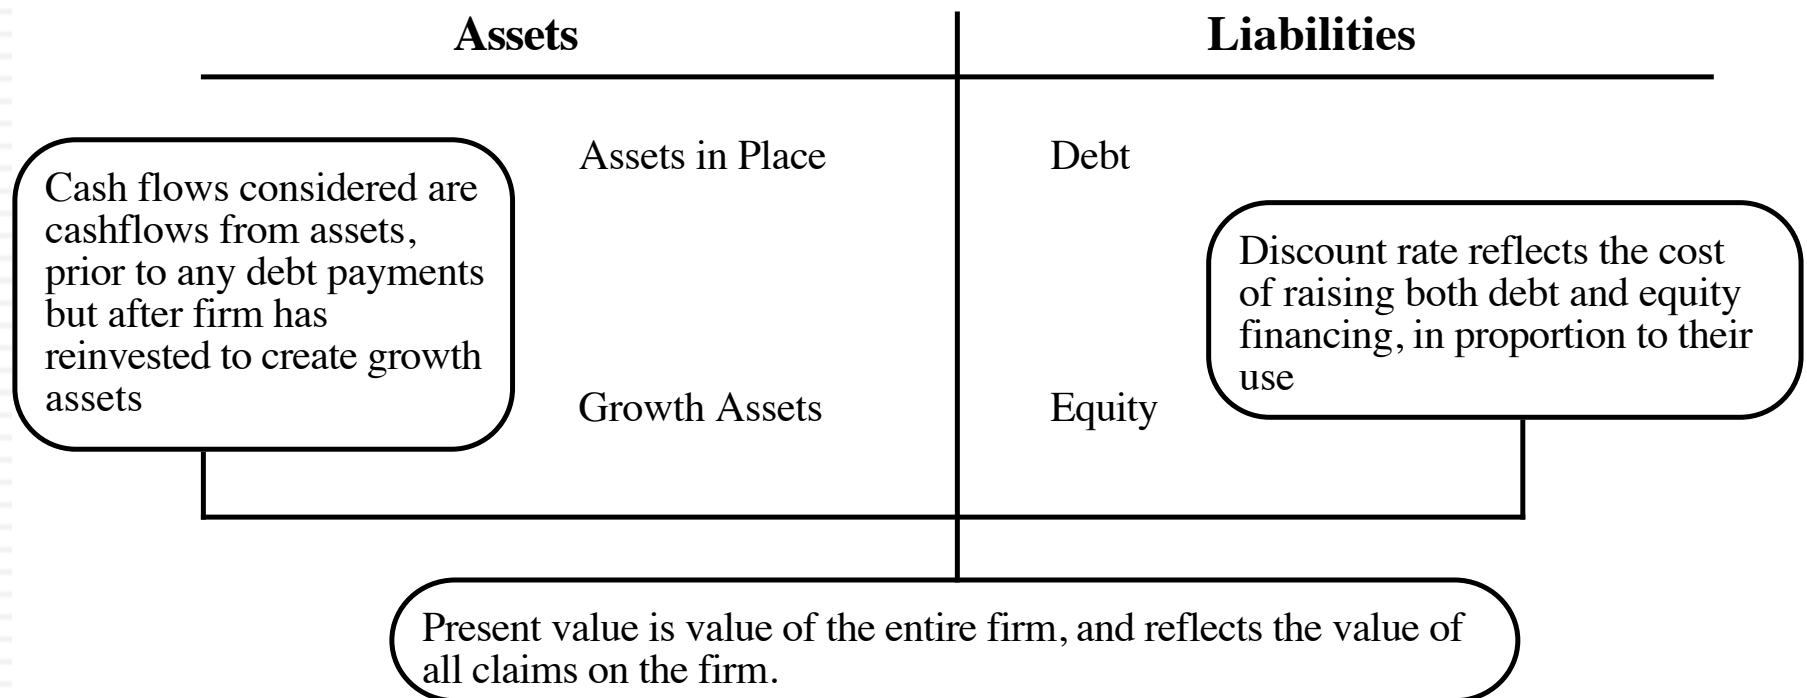 Assets
Liabilities
Assets in Place
Debt
Cash flows considered are
cashflows from assets,
prior to any debt payments
but after firm has
reinvested to create growth
assets
Discount rate reflects the cost
of raising both debt and equity
financing, in proportion to their
use
Growth Assets
Equity
Present value is value of the entire firm, and reflects the value of
all claims on the firm.